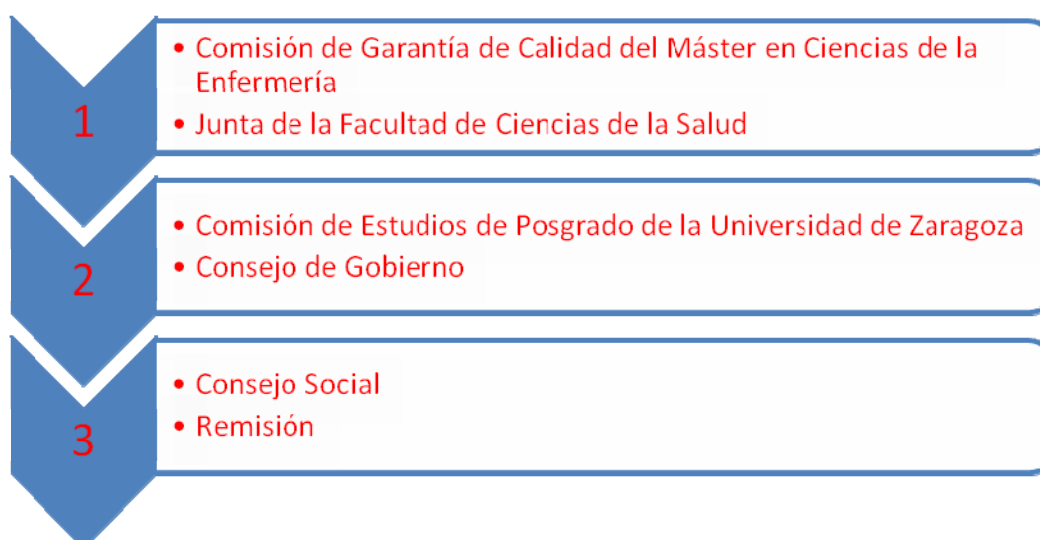 1
• Comisión de Garantía de Calidad del Máster en Ciencias de la
Enfermería
• Junta de la Facultad de Ciencias de la Salud
2
• Comisión de Estudios de Posgrado de la Universidad de Zaragoza
• Consejo de Gobierno
3
• Consejo Social
• Remisión